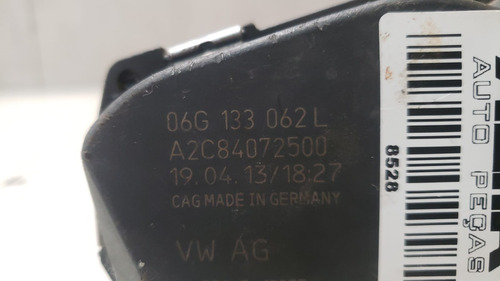 06G 133 062 L
A2C84072500
19.04.13/18:27
CAG MADE IN GERMANY
VW AG
8528
AUTO PEÇAS